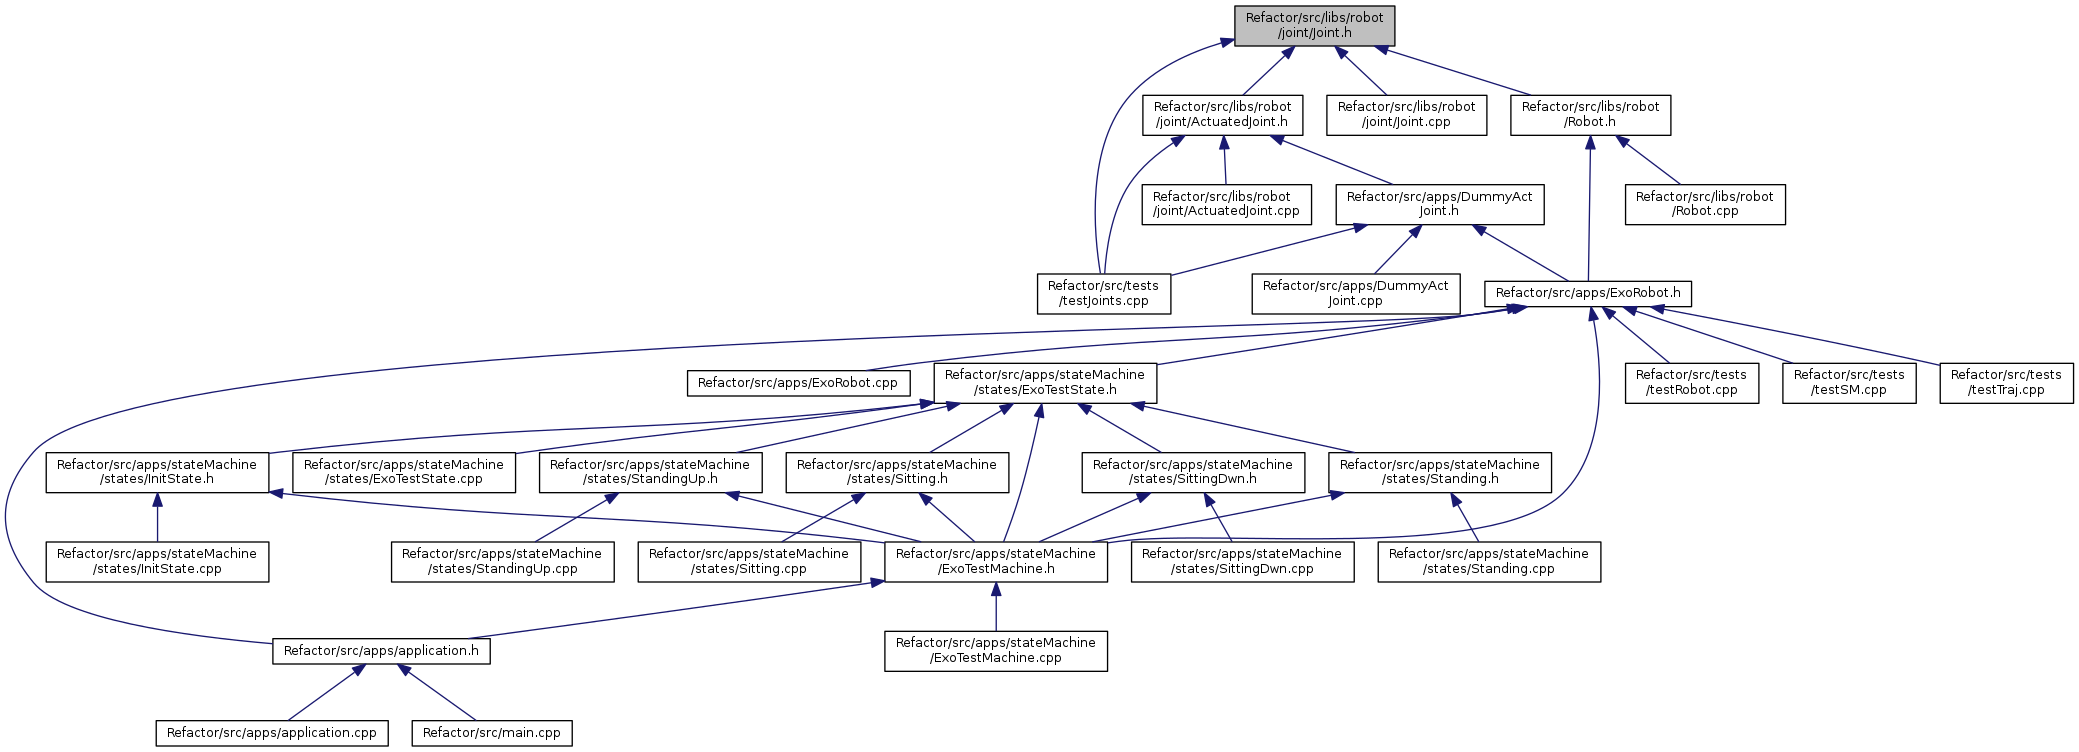 Refactor/src/libs/robot
/joint/Joint.h
Refactor/src/libs/robot
/joint/ActuatedJoint.h
Refactor/src/libs/robot
/joint/Joint.cpp
Refactor/src/libs/robot
/Robot.h
Refactor/src/libs/robot
/joint/ActuatedJoint.cpp
Refactor/src/apps/DummyAct
Joint.h
Refactor/src/libs/robot
/Robot.cpp
Refactor/src/tests
/testJoints.cpp
Refactor/src/apps/DummyAct
Joint.cpp
Refactor/src/apps/ExoRobot.h
Refactor/src/apps/ExoRobot.cpp
Refactor/src/apps/stateMachine
/states/ExoTestState.h
Refactor/src/tests
/testRobot.cpp
Refactor/src/tests
/testSM.cpp
Refactor/src/tests
/testTraj.cpp
Refactor/src/apps/stateMachine
/states/InitState.h
Refactor/src/apps/stateMachine
/states/ExoTestState.cpp
Refactor/src/apps/stateMachine
/states/StandingUp.h
Refactor/src/apps/stateMachine
/states/Sitting.h
Refactor/src/apps/stateMachine
/states/SittingDwn.h
Refactor/src/apps/stateMachine
/states/Standing.h
Refactor/src/apps/stateMachine
/states/InitState.cpp
Refactor/src/apps/stateMachine
/states/StandingUp.cpp
Refactor/src/apps/stateMachine
/states/Sitting.cpp
Refactor/src/apps/stateMachine
/ExoTestMachine.h
Refactor/src/apps/stateMachine
/states/SittingDwn.cpp
Refactor/src/apps/stateMachine
/states/Standing.cpp
Refactor/src/apps/application.h
Refactor/src/apps/stateMachine
/ExoTestMachine.cpp
Refactor/src/apps/application.cpp
Refactor/src/main.cpp